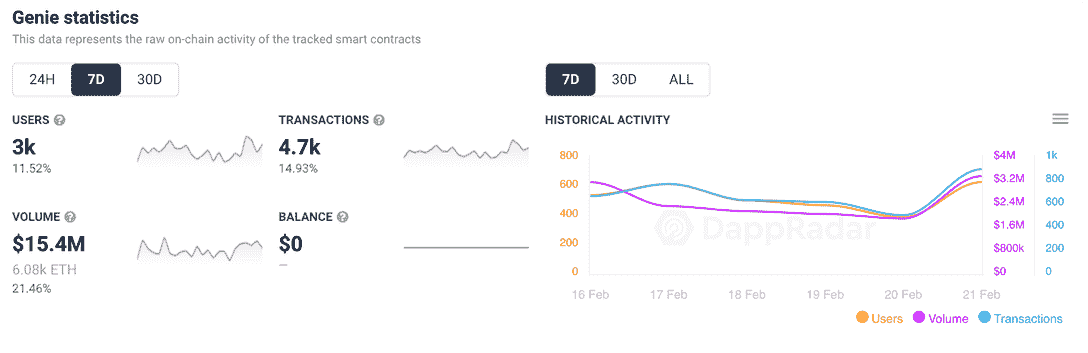 Genie statistics
This data represents the raw on-chain activity of the tracked smart contracts
24H 7D 30D
7D 30D ALL
USERS ?
3k
11.52%
TRANSACTIONS ?
4.7k
14.93%
VOLUME ?
$15.4M
6.08k ETH
21.46%
BALANCE ?
$0
–
HISTORICAL ACTIVITY
800
600
400
200
0
$4M
$3.2M
$2.4M
$1.6M
$800k
$0
1k
800
600
400
200
0
DappRadar
16 Feb 17 Feb 18 Feb 19 Feb 20 Feb 21 Feb
Users Volume Transactions